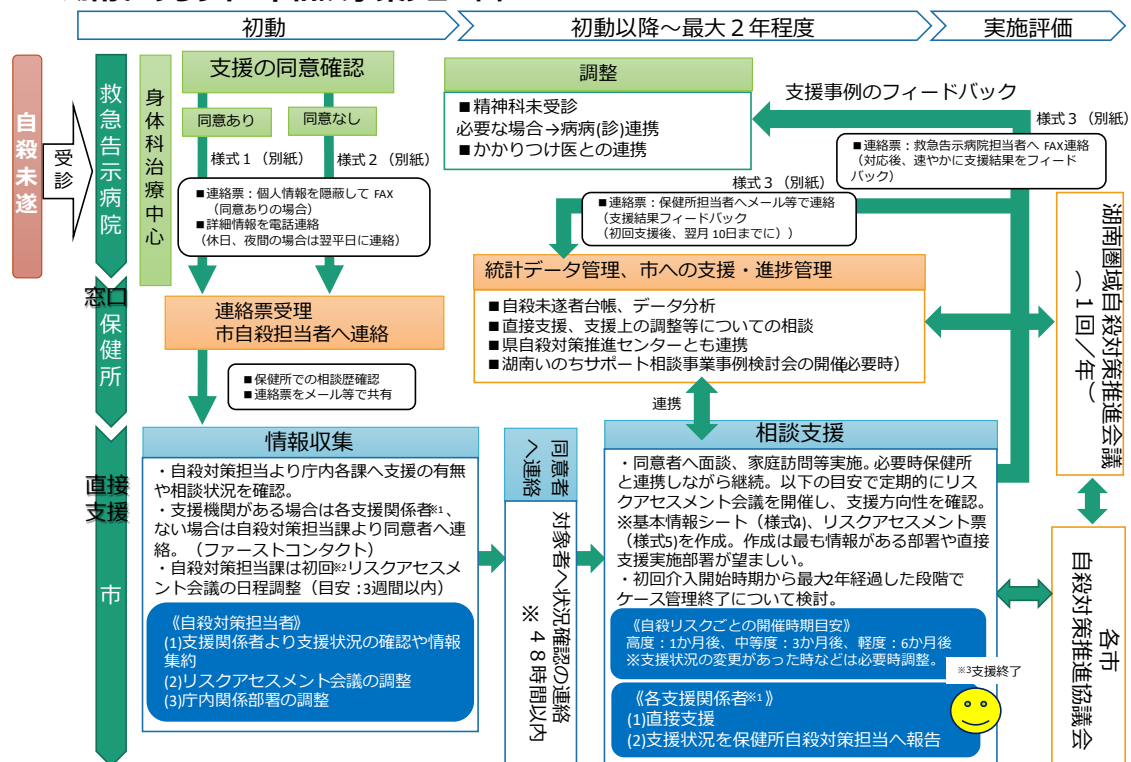 初動
初動以降～最大２年程度
実施評価
自殺未遂
受診
救急告示病院
窓口
保健所
直接
支援
市
身体科治療中心
支援の同意確認
同意あり
同意なし
様式１（別紙）
様式２（別紙）
■連絡票：個人情報を隠蔽して FAX
（同意ありの場合）
■詳細情報を電話連絡
（休日、夜間の場合は翌平日に連絡）
連絡票受理
市自殺担当者へ連絡
■保健所での相談歴確認
■連絡票をメール等で共有
調整
■精神科未受診
必要な場合→病病(診)連携
■かかりつけ医との連携
支援事例のフィードバック
様式３（別紙）
■連絡票：救急告示病院担当者へ FAX連絡
（対応後、速やかに支援結果をフィード
バック）
様式３（別紙）
■連絡票：保健所担当者へメール等で連絡
（支援結果フィードバック
（初回支援後、翌月 10日までに））
統計データ管理、市への支援・進捗管理
■自殺未遂者台帳、データ分析
■直接支援、支援上の調整等についての相談
■県自殺対策推進センターとも連携
■湖南いのちサポート相談事業事例検討会の開催(必要時）
連携
情報収集
・自殺対策担当より庁内各課へ支援の有無
や相談状況を確認。
・支援機関がある場合は各支援関係者※1、
ない場合は自殺対策担当課より同意者へ連
絡。（ファーストコンタクト）
・自殺対策担当課は初回※2リスクアセスメ
ント会議の日程調整（目安：3週間以内）
《自殺対策担当者》
(1)支援関係者より支援状況の確認や情報
集約
(2)リスクアセスメント会議の調整
(3)庁内関係部署の調整
同意者
へ連絡
対象者へ状況確認の連絡
※４８時間以内
相談支援
・同意者へ面談、家庭訪問等実施。必要時保健所
と連携しながら継続。以下の目安で定期的にリス
クアセスメント会議を開催し、支援方向性を確認。
※基本情報シート（様式4)、リスクアセスメント票
（様式5)を作成。作成は最も情報がある部署や直接
支援実施部署が望ましい。
・初回介入開始時期から最大2年経過した段階で
ケース管理終了について検討。
《自殺リスクごとの開催時期目安》
高度：1か月後、中等度：3か月後、軽度：6か月後
※支援状況の変更があった時などは必要時調整。
※3支援終了
《各支援関係者※1》
(1)直接支援
(2)支援状況を保健所自殺対策担当へ報告
湖南圏域自殺対策推進会議
（１回／年）
各市
自殺対策推進協議会